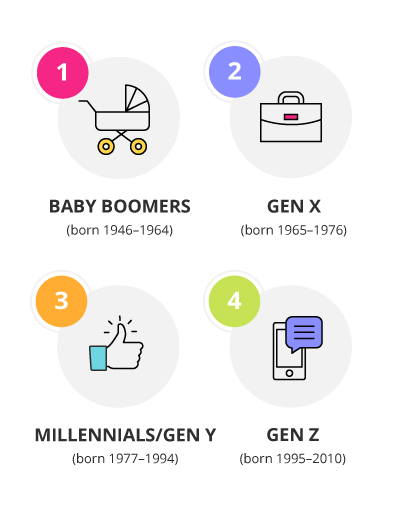 1
2
BABY BOOMERS
(born 1946–1964)
GEN X
(born 1965–1976)
3
4
MILLENNIALS/GEN Y
(born 1977–1994)
GEN Z
(born 1995–2010)